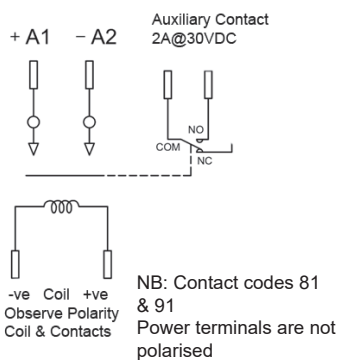 Auxiliary Contact
2A@30VDC
+ A1
− A2
NO
COM
NC
-ve Coil +ve
Observe Polarity
Coil & Contacts
NB: Contact codes 81
& 91
Power terminals are not
polarised